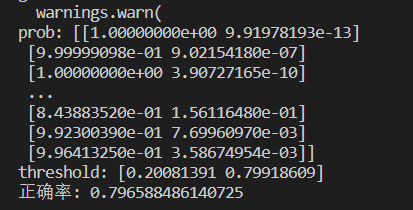 warnings.warn(
prob: [[1.00000000e+00 9.91978193e-13]
[9.99999098e-01 9.02154180e-07]
[1.00000000e+00 3.90727165e-10]
...
[8.43883520e-01 1.56116480e-01]
[9.92300390e-01 7.69960970e-03]
[9.96413250e-01 3.58674954e-03]]
threshold: [0.20081391 0.79918609]
正确率: 0.796588486140725